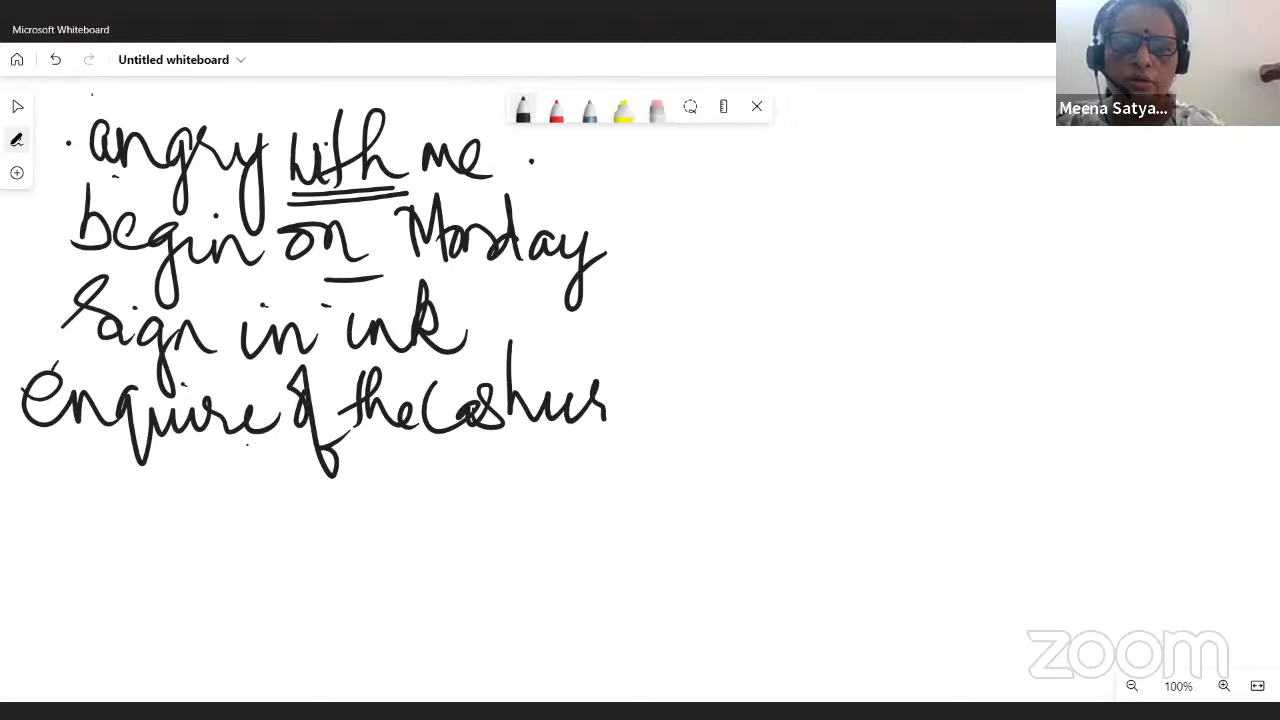 Microsoft Whiteboard
Untitled whiteboard
Meena Satya...
angry with me
begin on Monday
Sign in ink
enquire of the Cashier
zoom
100%